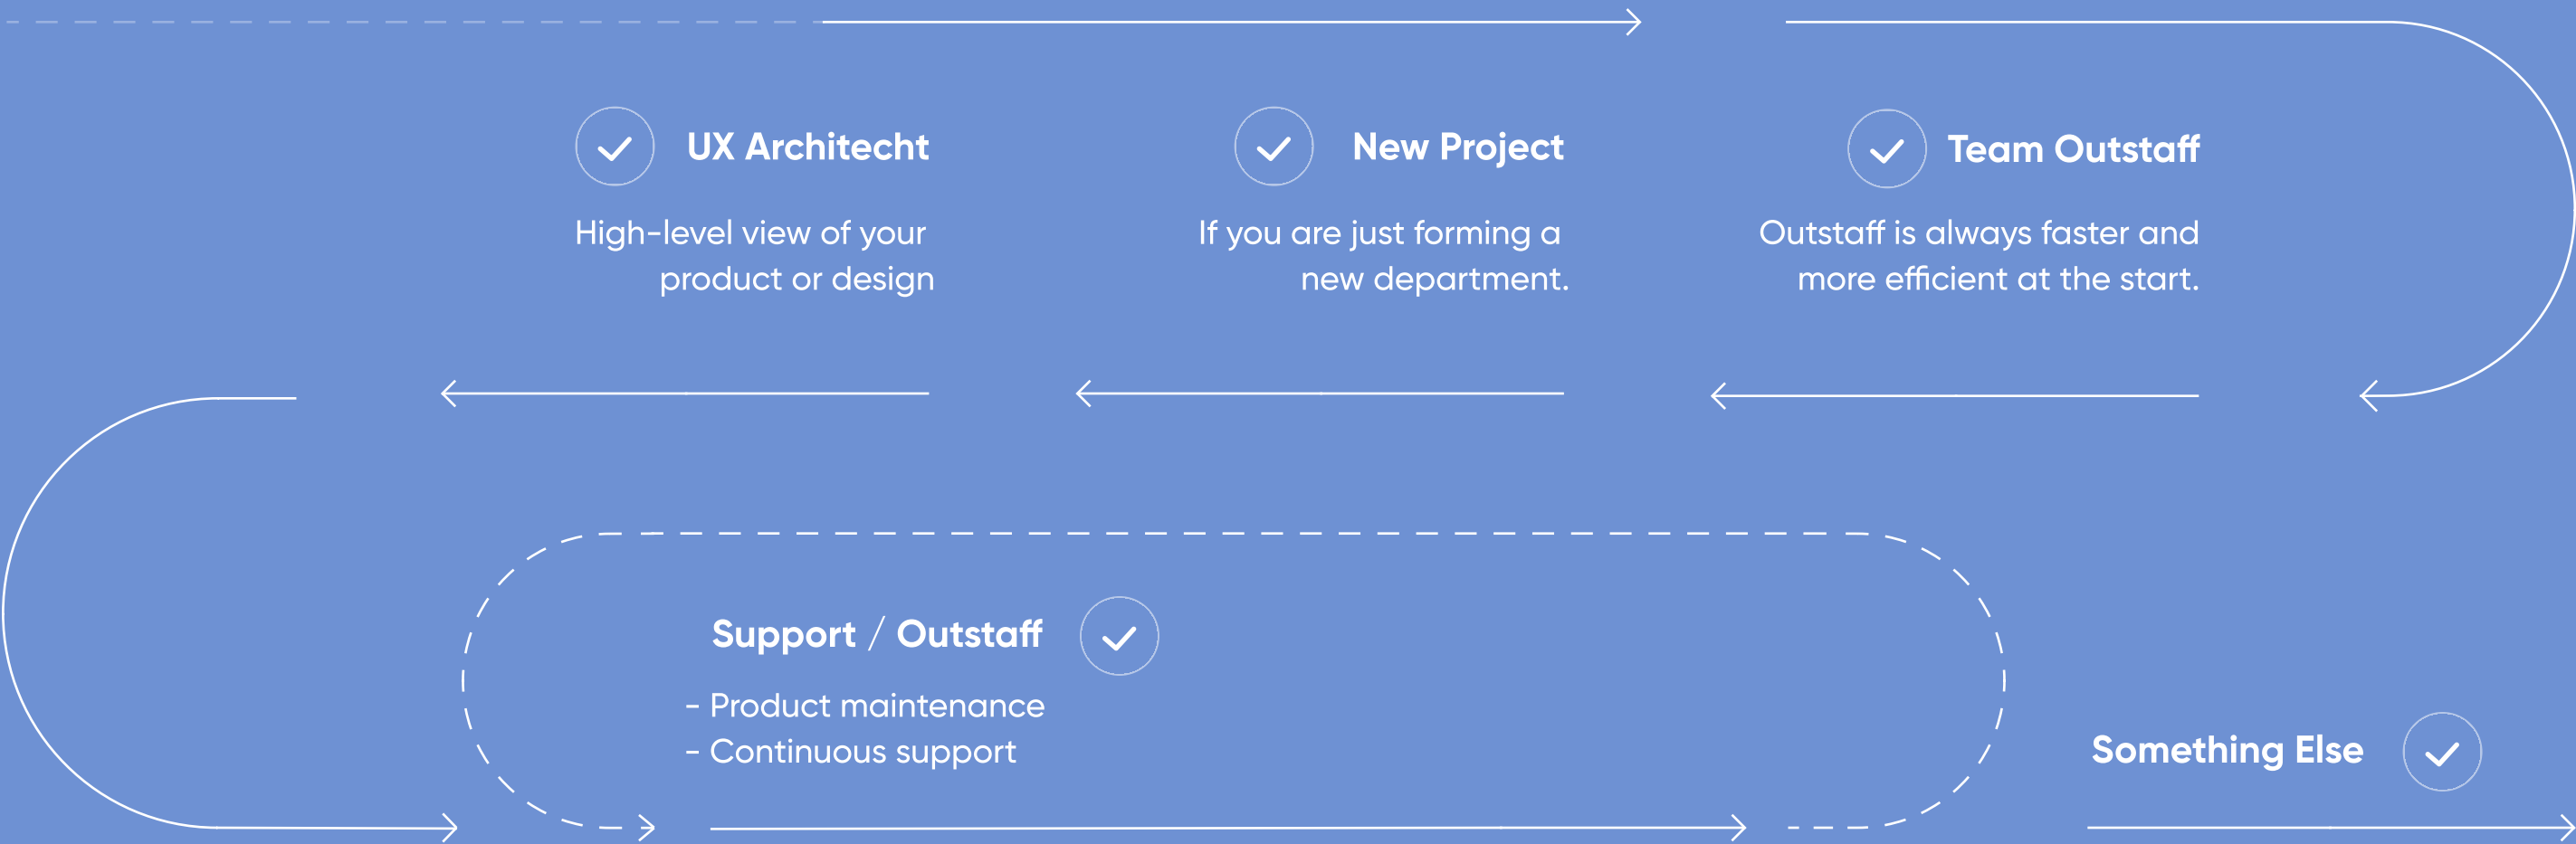 UX Architecht
High-level view of your
product or design
New Project
If you are just forming a
new department.
Team Outstaff
Outstaff is always faster and
more efficient at the start.
Support / Outstaff
- Product maintenance
- Continuous support
Something Else